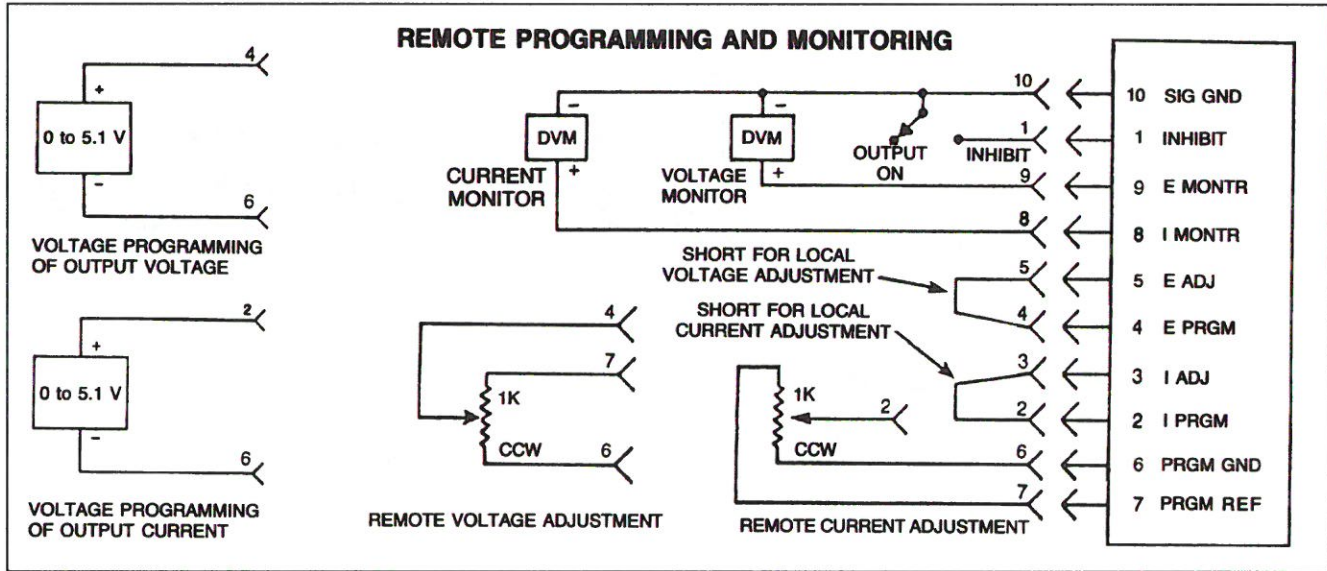 REMOTE PROGRAMMING AND MONITORING
4
+
0 to 5.1 V
−
6
VOLTAGE PROGRAMMING
OF OUTPUT VOLTAGE
2
+
0 to 5.1 V
−
6
VOLTAGE PROGRAMMING
OF OUTPUT CURRENT
−
DVM
+
CURRENT
MONITOR
−
DVM
+
VOLTAGE
MONITOR
OUTPUT
ON
INHIBIT
10
1
9
8
SHORT FOR LOCAL
VOLTAGE ADJUSTMENT
5
4
SHORT FOR LOCAL
CURRENT ADJUSTMENT
3
2
4
7
1K
CCW
6
REMOTE VOLTAGE ADJUSTMENT
1K
2
CCW
6
7
REMOTE CURRENT ADJUSTMENT
10 SIG GND
1 INHIBIT
9 E MONTR
8 I MONTR
5 E ADJ
4 E PRGM
3 I ADJ
2 I PRGM
6 PRGM GND
7 PRGM REF